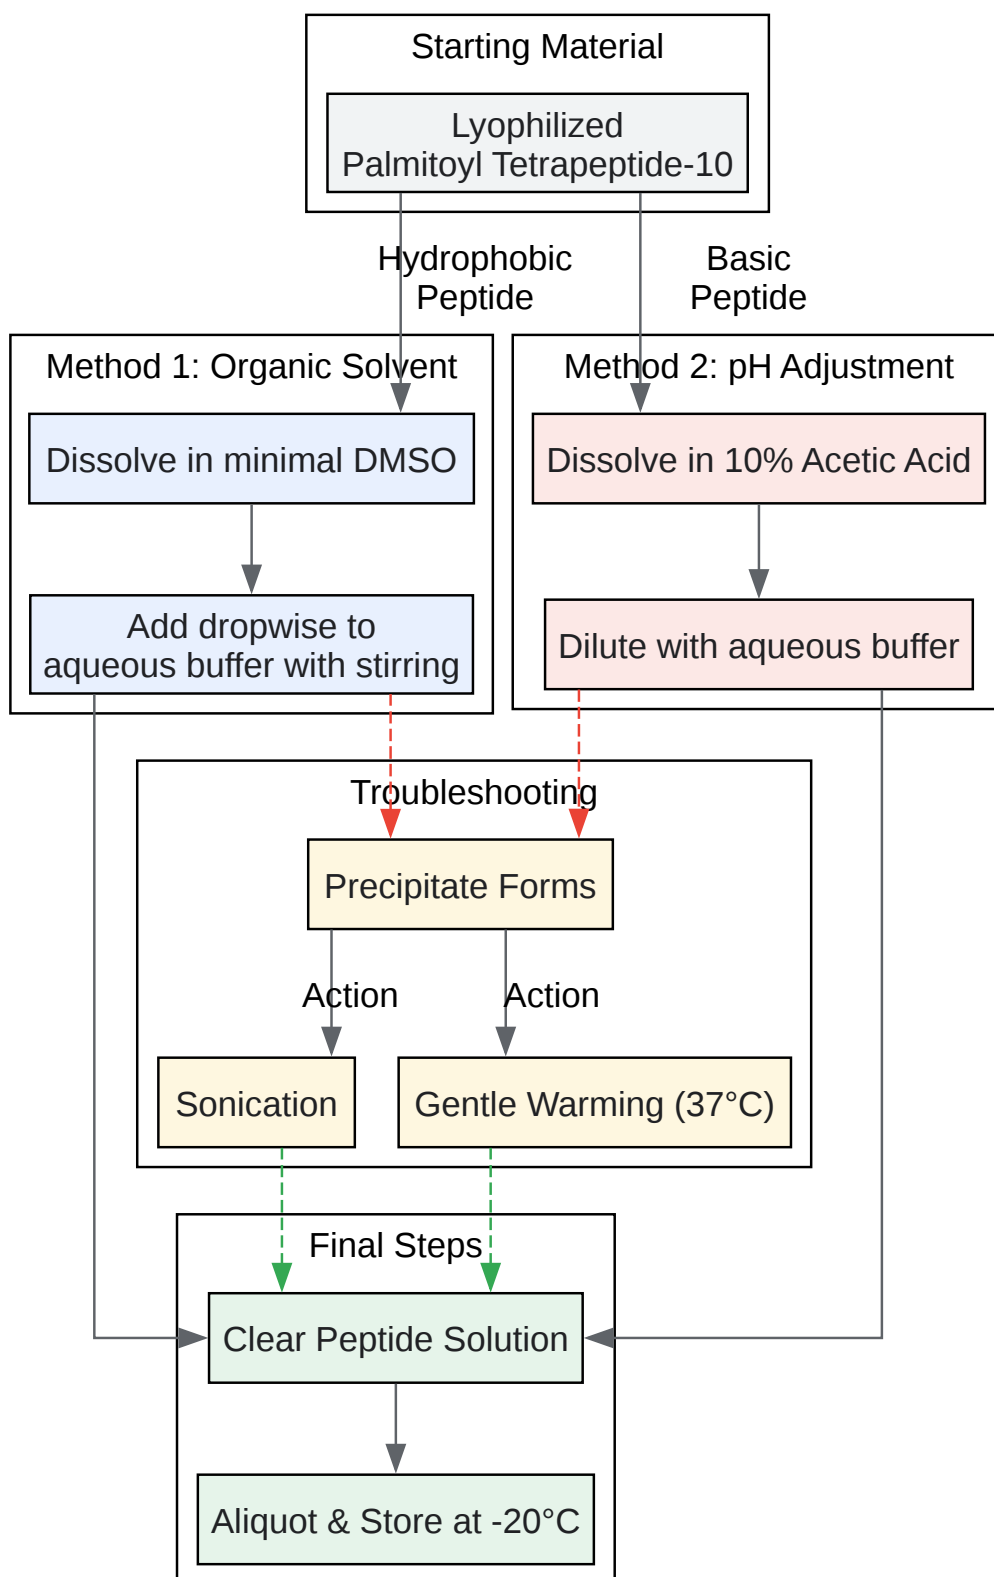 Starting Material
Lyophilized
Palmitoyl Tetrapeptide-10
Hydrophobic
Peptide
Basic
Peptide
Method 1: Organic Solvent
Dissolve in minimal DMSO
Add dropwise to
aqueous buffer with stirring
Method 2: pH Adjustment
Dissolve in 10% Acetic Acid
Dilute with aqueous buffer
Troubleshooting
Precipitate Forms
Action
Action
Sonication
Gentle Warming (37°C)
Final Steps
Clear Peptide Solution
Aliquot & Store at -20°C